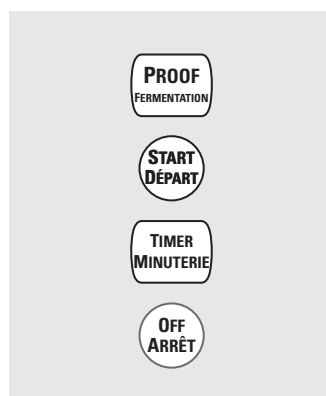 PROOF
FERMENTATION
START
DÉPART
TIMER
MINUTERIE
OFF
ARRÊT